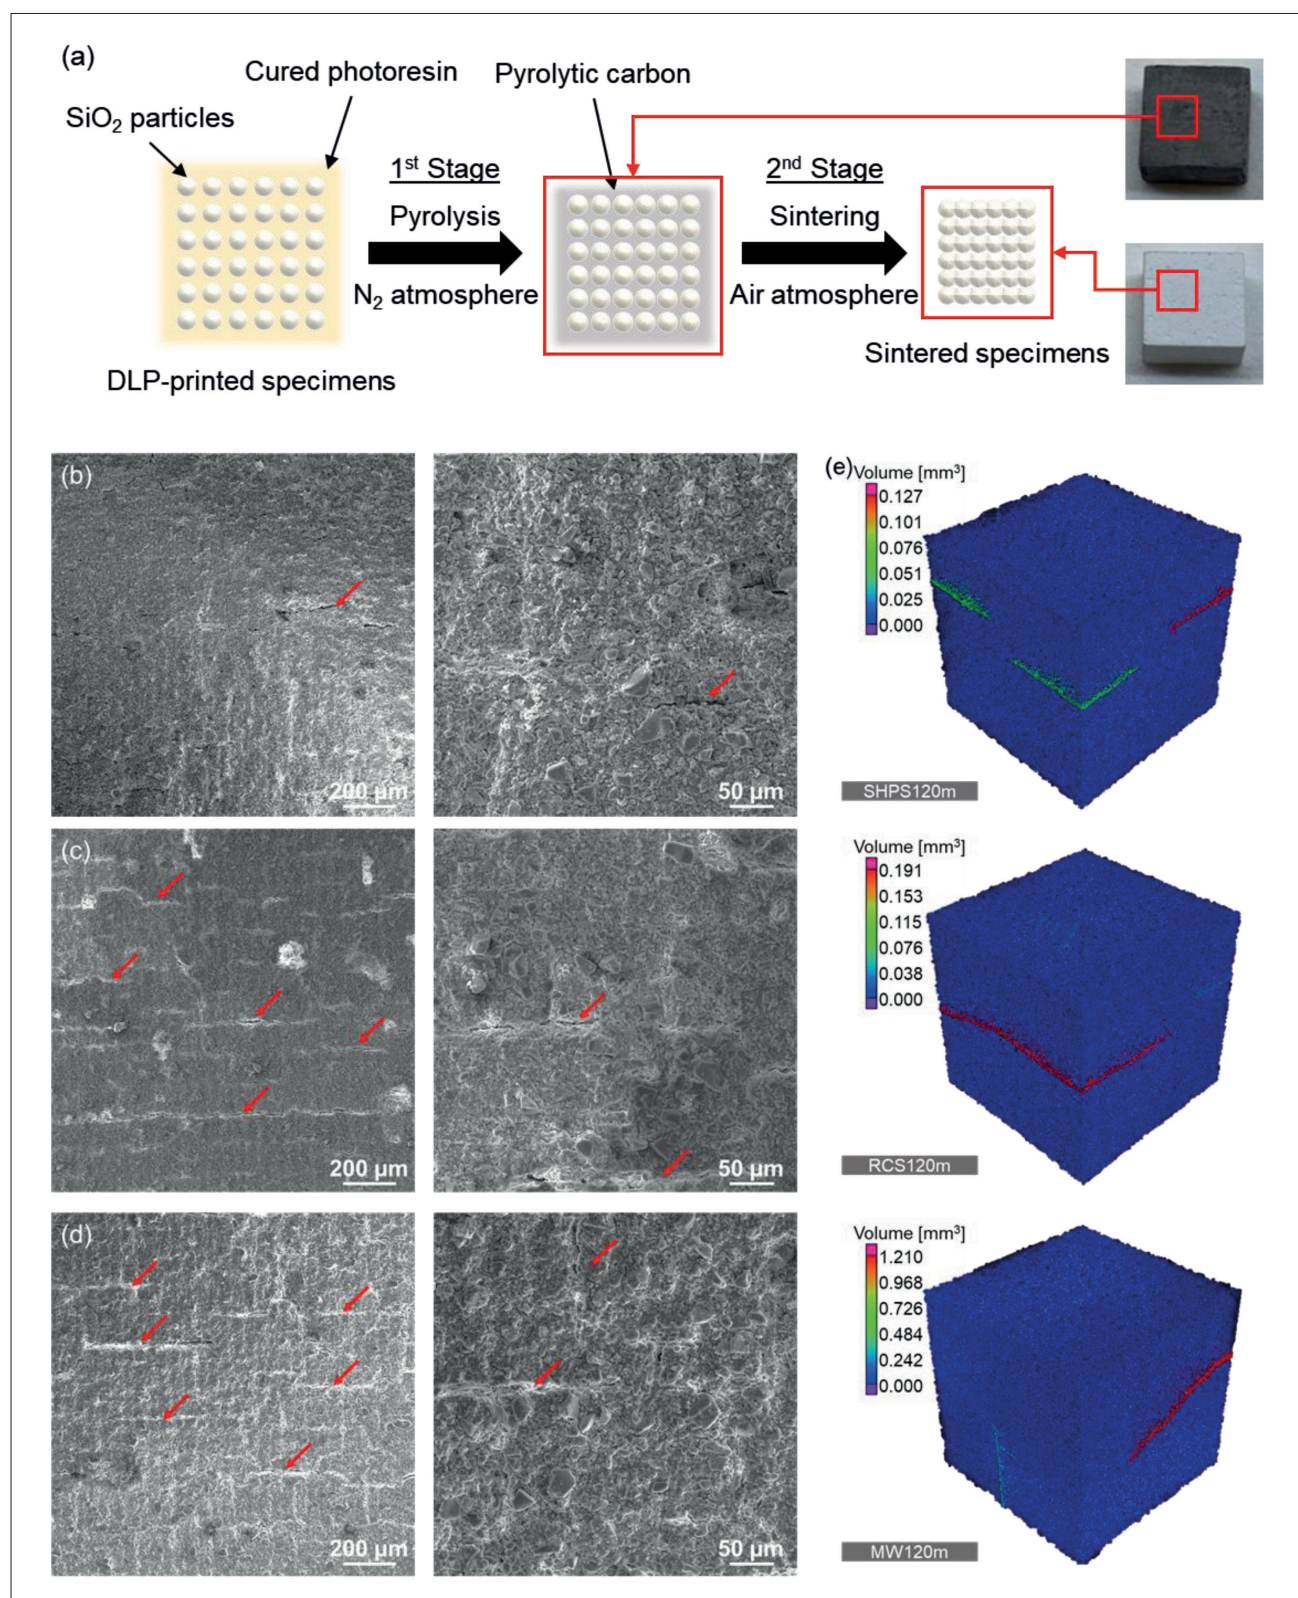 (a)
Cured photoresin
Pyrolytic carbon
SiO₂ particles
1st Stage
2nd Stage
Pyrolysis
Sintering
N₂ atmosphere
Air atmosphere
DLP-printed specimens
Sintered specimens
(b)
200 µm
50 µm
(e)
Volume [mm³]
0.127
0.101
0.076
0.051
0.025
0.000
SHPS120m
(c)
200 µm
50 µm
Volume [mm³]
0.191
0.153
0.115
0.076
0.038
0.000
RCS120m
(d)
200 µm
50 µm
Volume [mm³]
1.210
0.968
0.726
0.484
0.242
0.000
MW120m